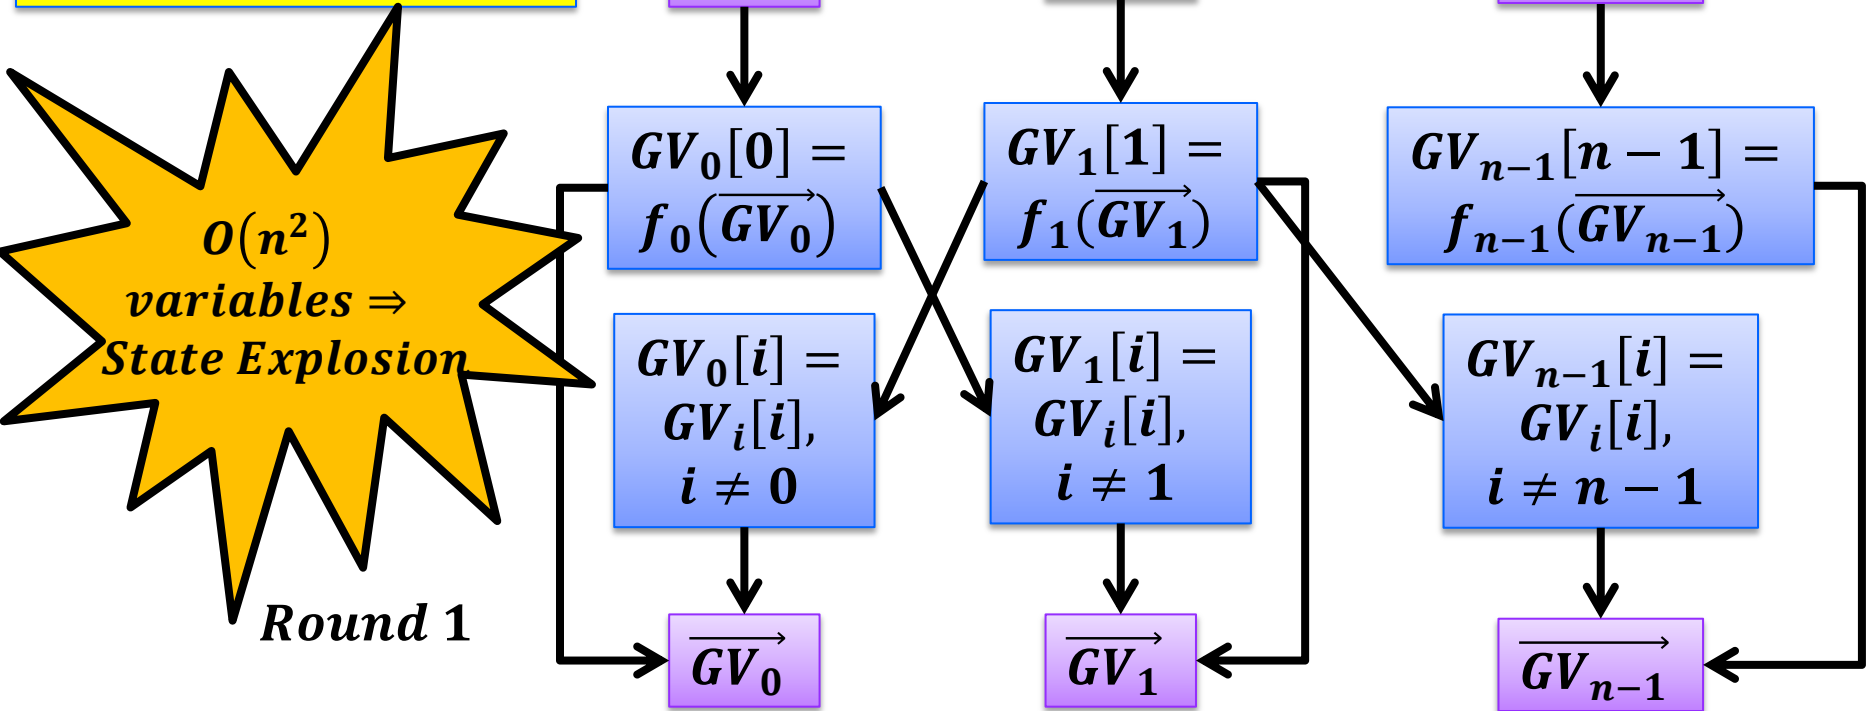 GV₀[0] =
f₀(GV₀⃗)
GV₁[1] =
f₁(GV₁⃗)
GVₙ₋₁[n − 1] =
fₙ₋₁(GVₙ₋₁⃗)
O(n²)
variables ⇒
State Explosion
GV₀[i] =
GVᵢ[i],
i ≠ 0
GV₁[i] =
GVᵢ[i],
i ≠ 1
GVₙ₋₁[i] =
GVᵢ[i],
i ≠ n − 1
Round 1
GV₀⃗
GV₁⃗
GVₙ₋₁⃗